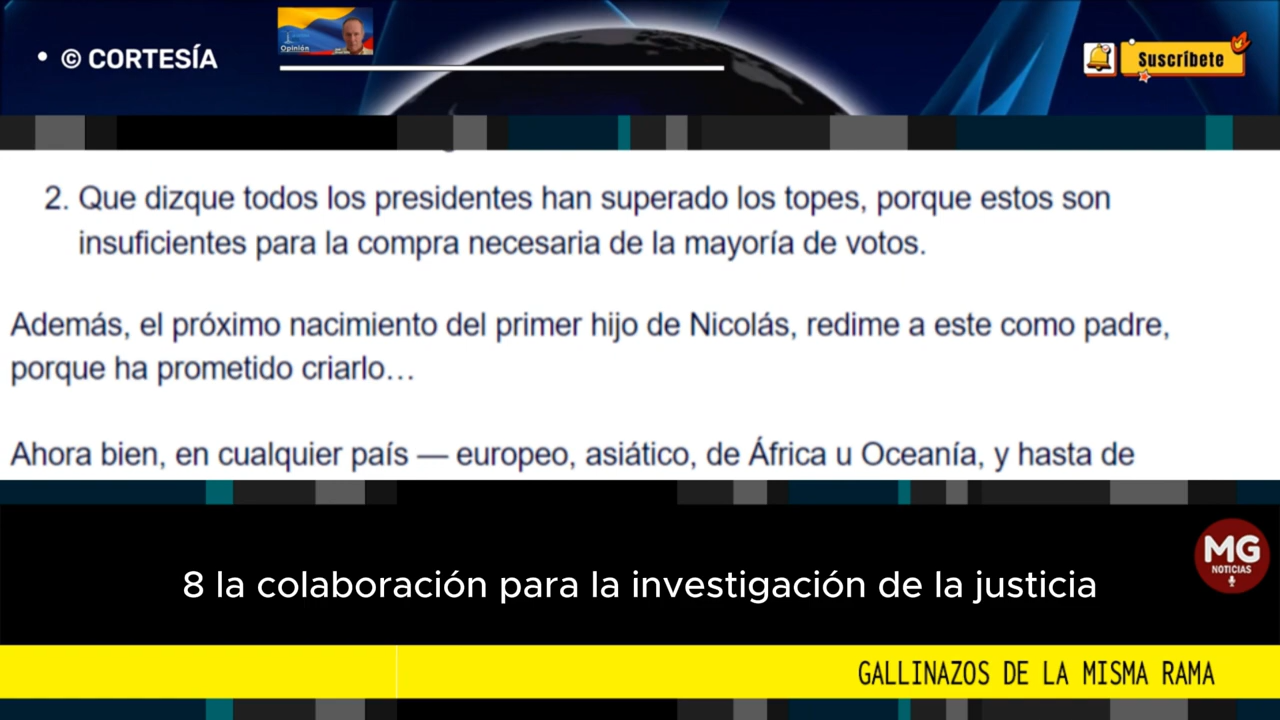 • © CORTESÍA
Opinión
Suscríbete
2. Que dizque todos los presidentes han superado los topes, porque estos son
insuficientes para la compra necesaria de la mayoría de votos.
Además, el próximo nacimiento del primer hijo de Nicolás, redime a este como padre,
porque ha prometido criarlo…
Ahora bien, en cualquier país — europeo, asiático, de África u Oceanía, y hasta de
8 la colaboración para la investigación de la justicia
MG
NOTICIAS
GALLINAZOS DE LA MISMA RAMA